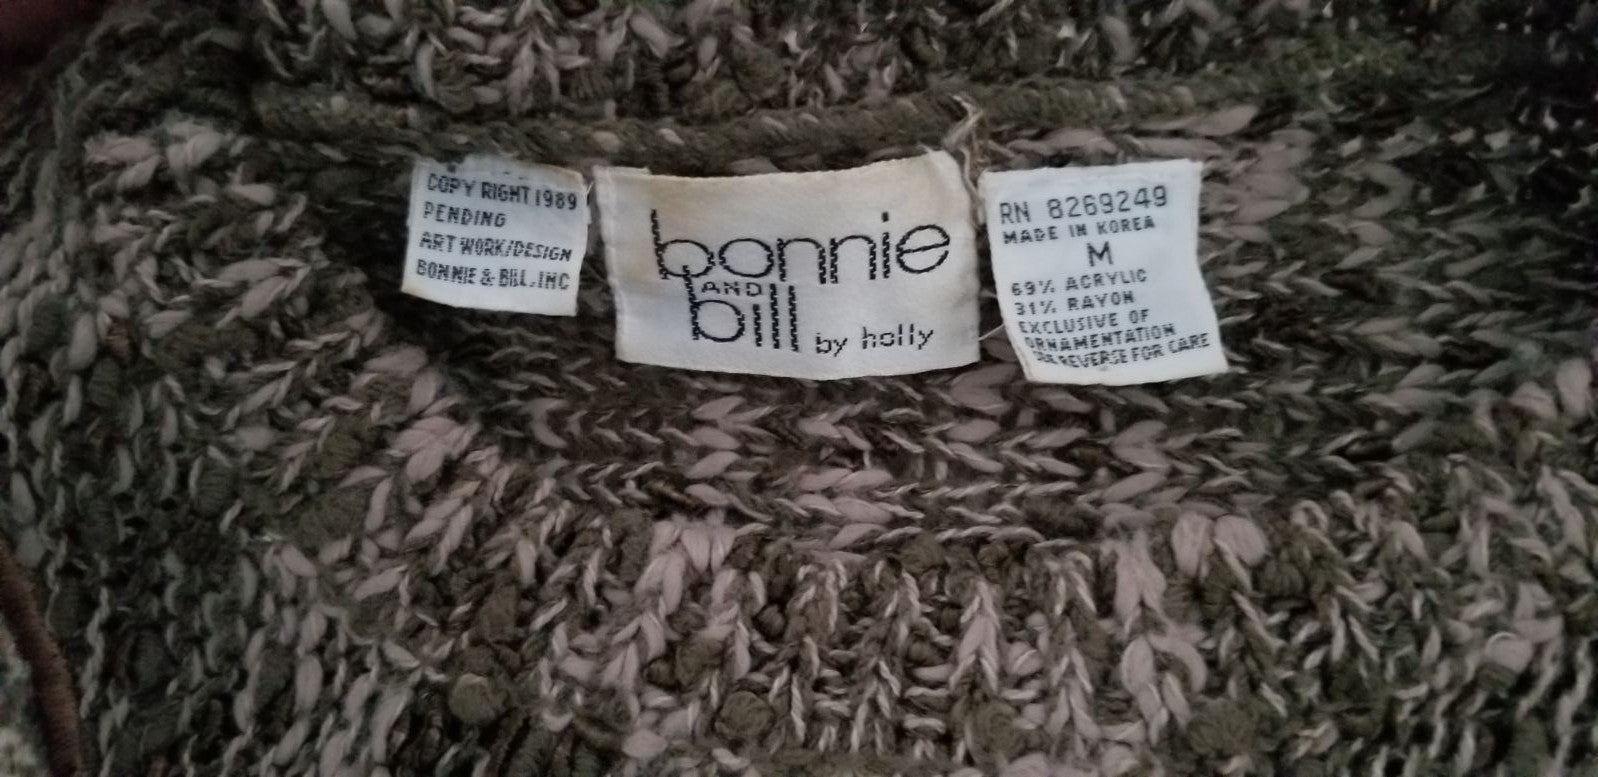 COPY RIGHT 1989
PENDING
ART WORK/DESIGN
BONNIE & BILL.INC
bonnie
AND
bill
by holly
RN 8269249
MADE IN KOREA
M
69% ACRYLIC
31% RAYON
EXCLUSIVE OF
ORNAMENTATION
REVERSE FOR CARE